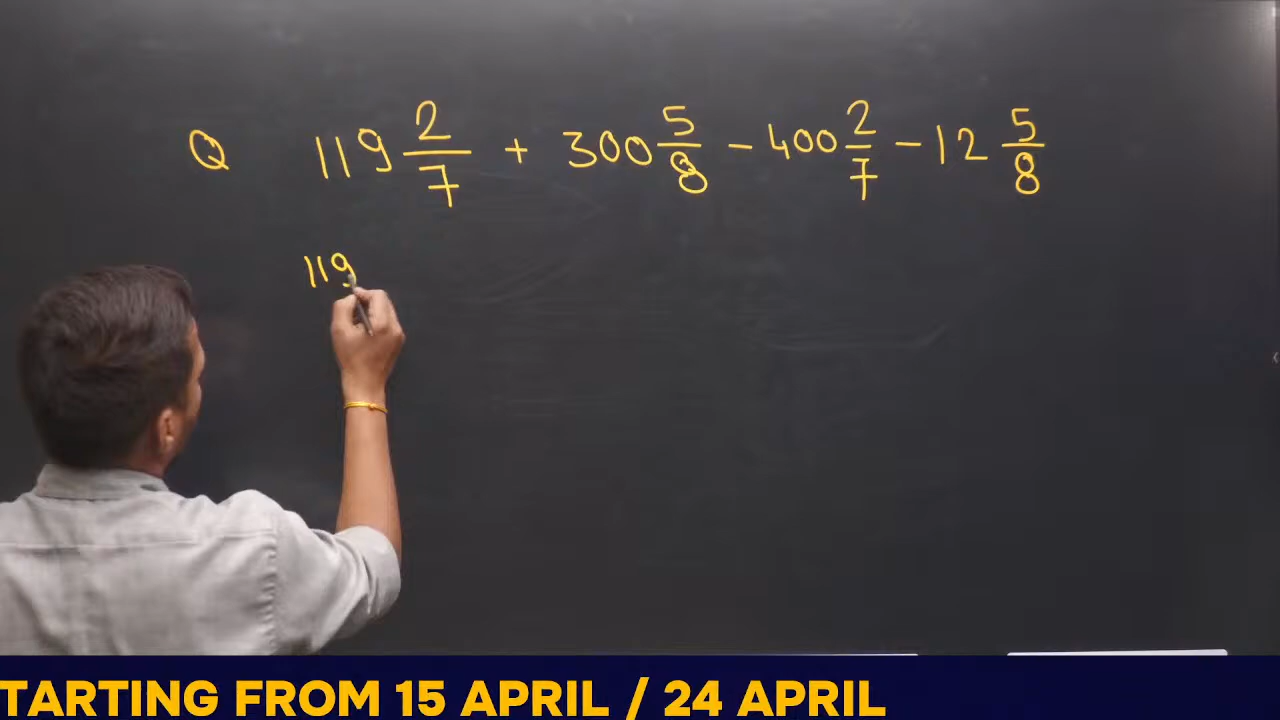 Q 119 2/7 + 300 5/8 - 400 2/7 - 12 5/8
119
TARTING FROM 15 APRIL / 24 APRIL